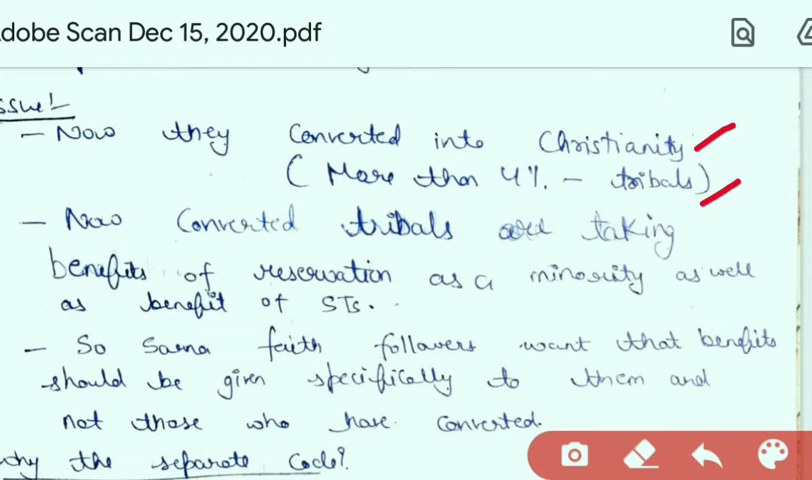 dobe Scan Dec 15, 2020.pdf
ssue!-
- Now they Converted into Christianity
( More than 4%. - tribals)
- Now Converted tribals are taking
benefits of reservation as a minority as well
as benefit of STs.
- So Sarna faith followers want that benefits
should be given specifically to them and
not those who have converted.
why the separate Code?